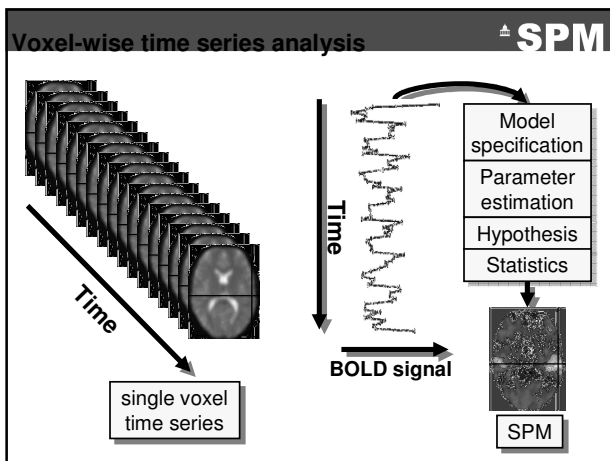 Voxel-wise time series analysis
SPM
Time
single voxel
time series
Time
BOLD signal
Model
specification
Parameter
estimation
Hypothesis
Statistics
SPM